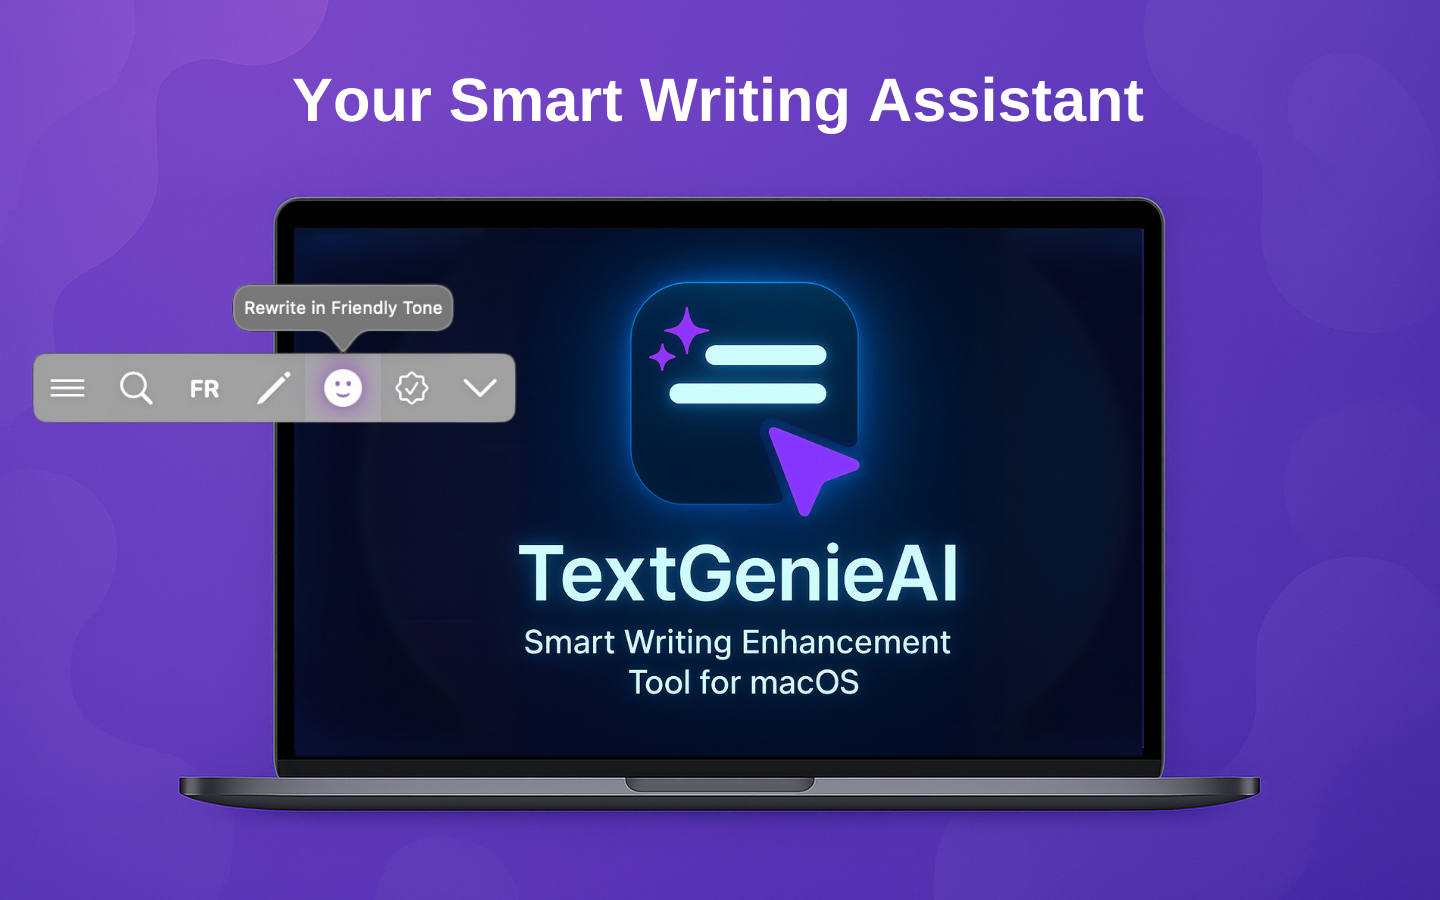 Your Smart Writing Assistant
Rewrite in Friendly Tone
FR
TextGenieAI
Smart Writing Enhancement
Tool for macOS